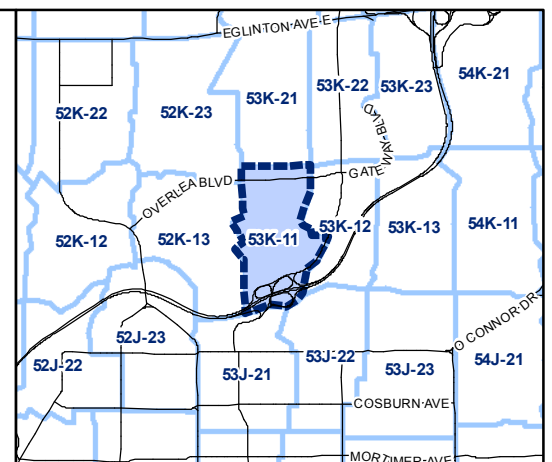 EGLINTON AVE E
54K-21
53K-22
53K-23
53K-21
52K-22
52K-23
GATEWAY BLVD
OVERLEA BLVD
53K-12
53K-13
54K-11
52K-12
52K-13
53K-11
O CONNOR DR
52J-23
53J-22
54J-21
52J-22
53J-21
53J-23
COSBURN AVE
MORTIMER AVE